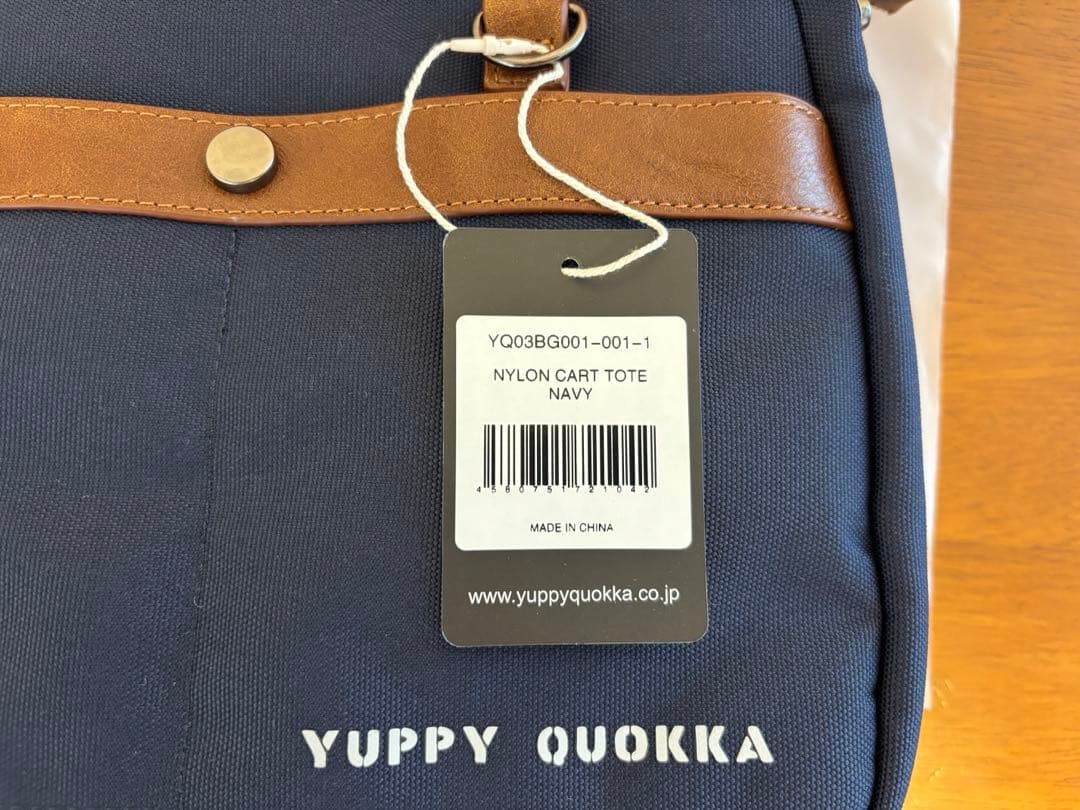 YQ03BG001-001-1
NYLON CART TOTE
NAVY
4580751721042
MADE IN CHINA
www.yuppyquokka.co.jp
YUPPY QUOKKA